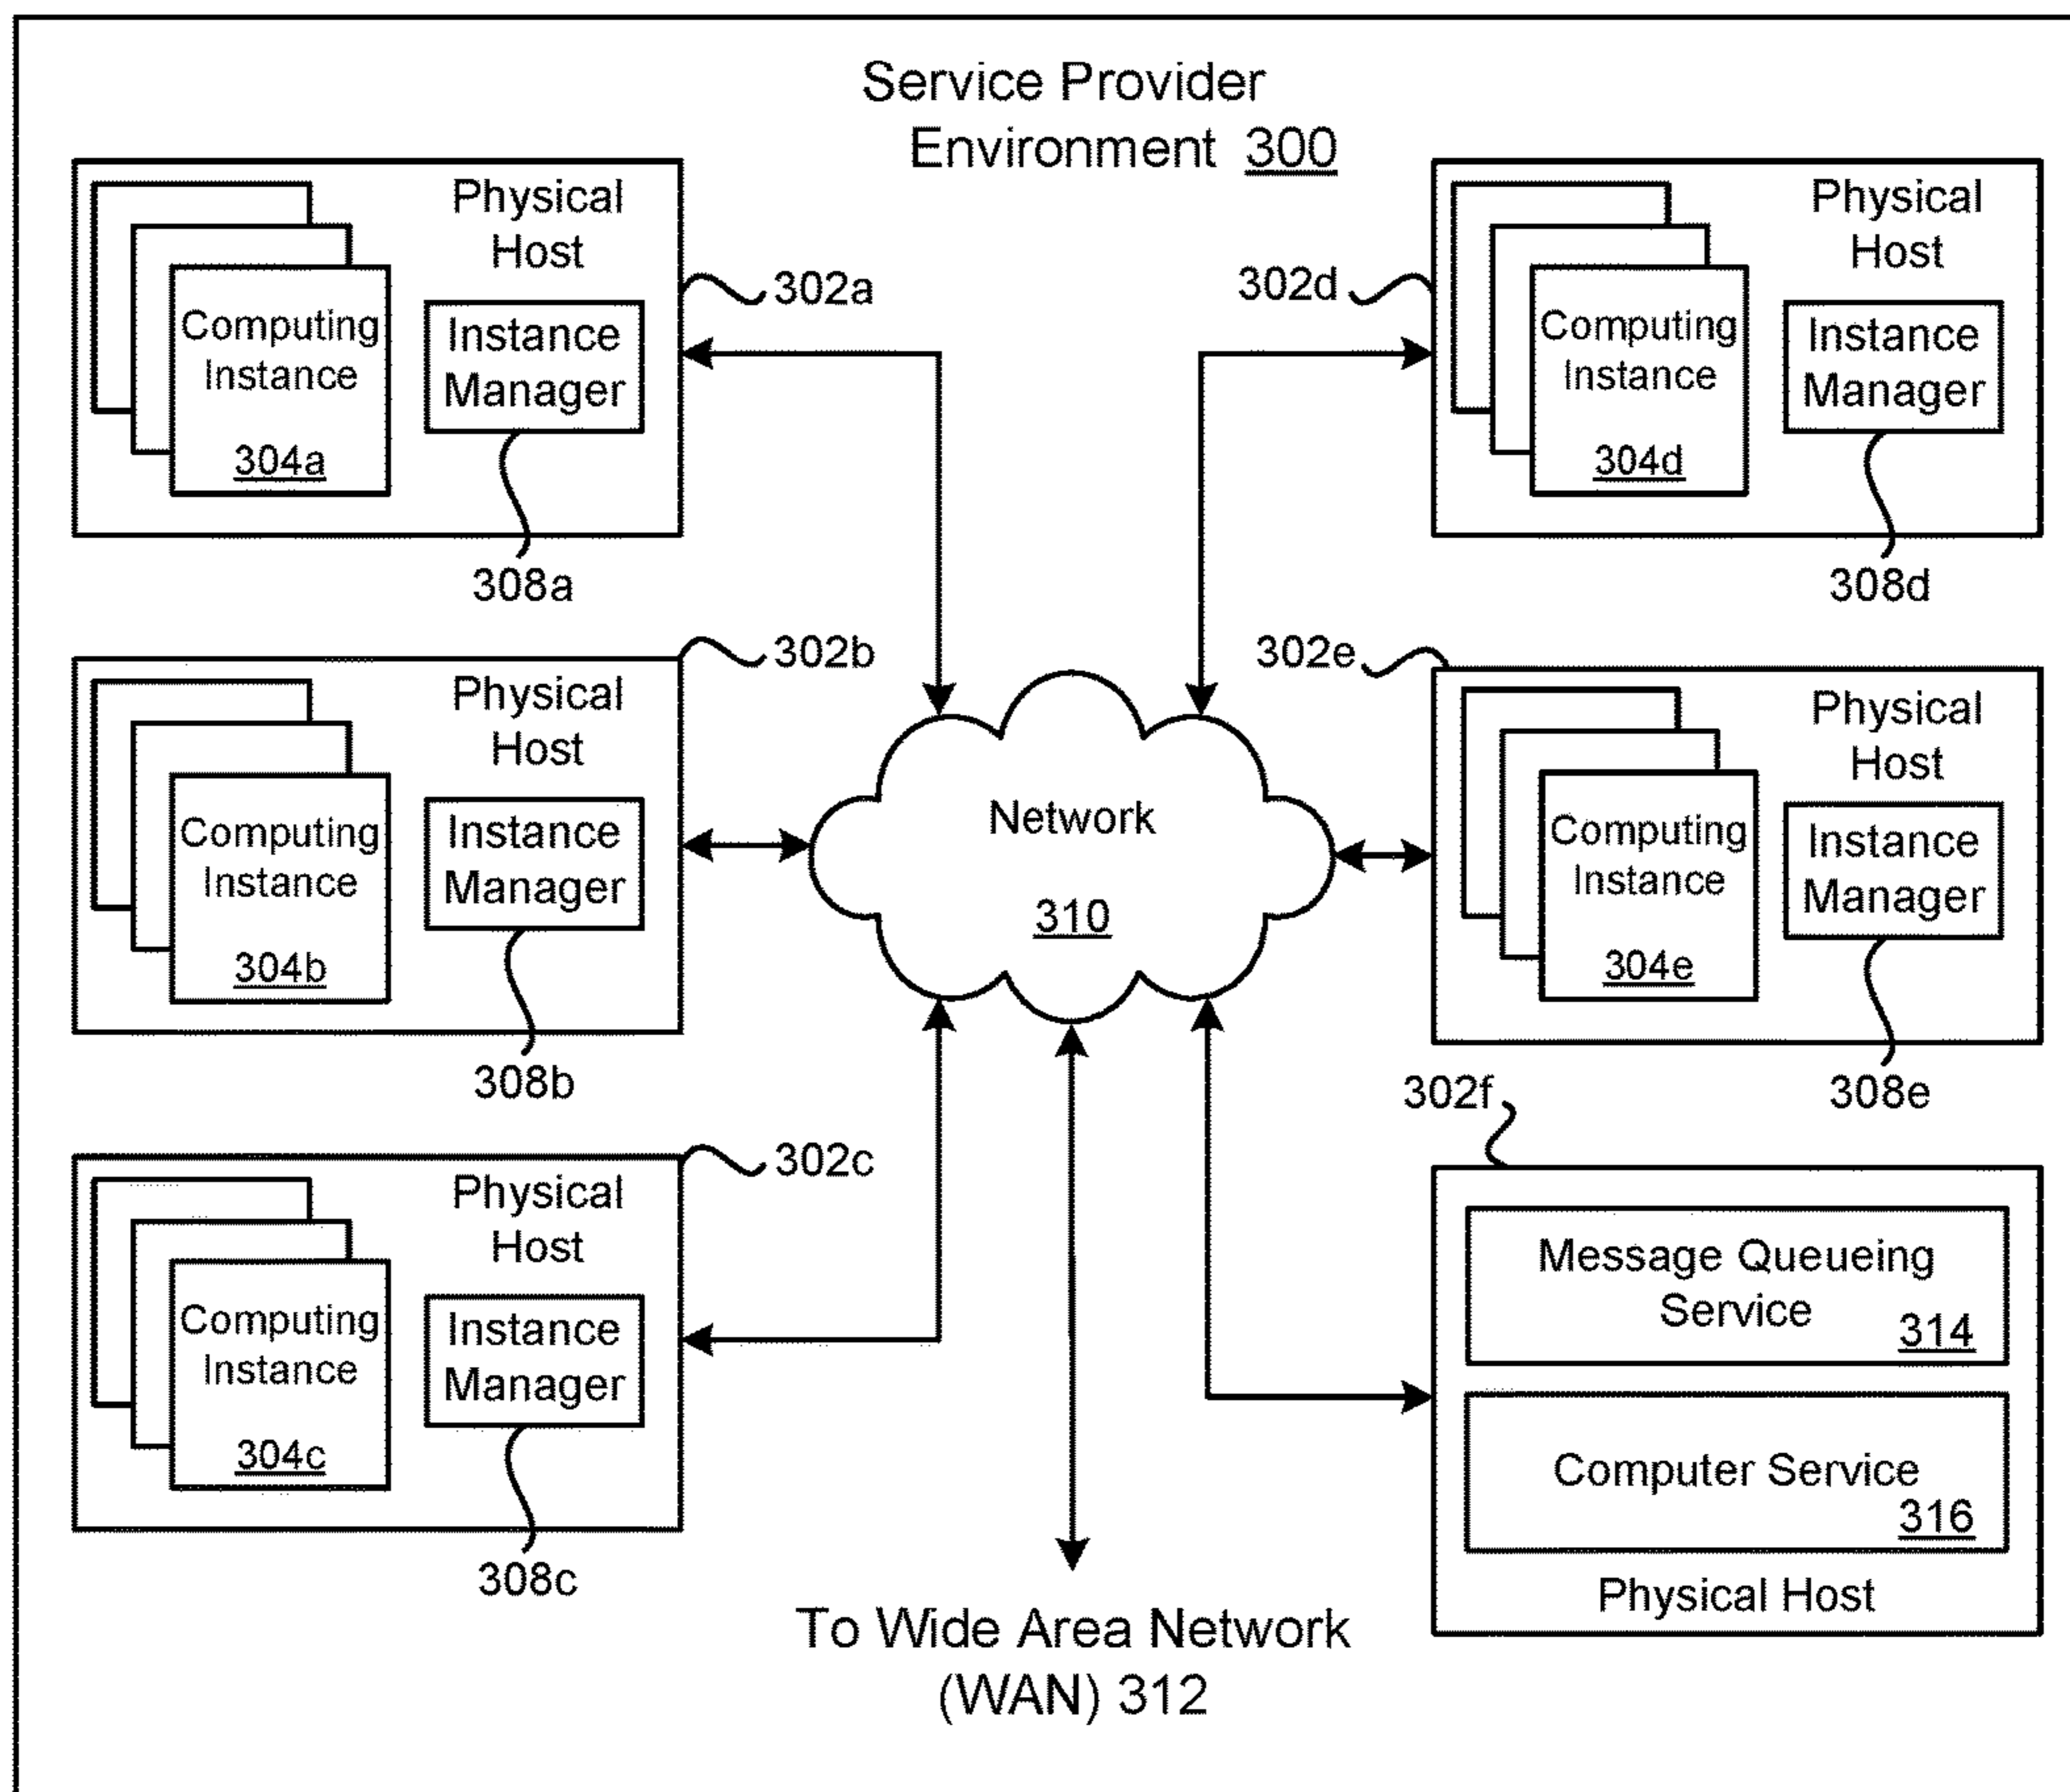 Service Provider
Environment 300
Physical
Host
Computing
Instance
304a
Instance
Manager
302a
308a
Physical
Host
Computing
Instance
304b
Instance
Manager
302b
308b
Physical
Host
Computing
Instance
304c
Instance
Manager
302c
308c
Network
310
To Wide Area Network
(WAN) 312
302d
Physical
Host
Computing
Instance
304d
Instance
Manager
308d
302e
Physical
Host
Computing
Instance
304e
Instance
Manager
308e
302f
Message Queueing
Service
314
Computer Service
316
Physical Host